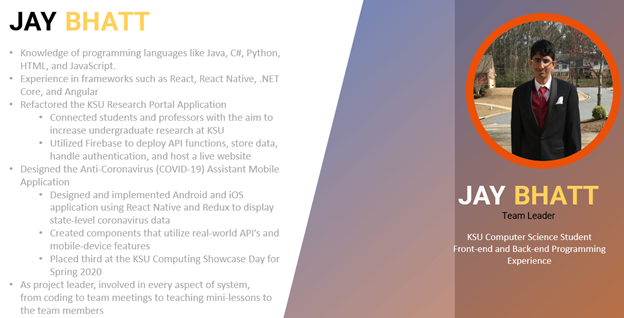 JAY BHATT
• Knowledge of programming languages like Java, C#, Python,
HTML, and JavaScript.
• Experience in frameworks such as React, React Native, .NET
Core, and Angular
• Refactored the KSU Research Portal Application
• Connected students and professors with the aim to
increase undergraduate research at KSU
• Utilized Firebase to deploy API functions, store data,
handle authentication, and host a live website
• Designed the Anti-Coronavirus (COVID-19) Assistant Mobile
Application
• Designed and implemented Android and iOS
application using React Native and Redux to display
state-level coronavirus data
• Created components that utilize real-world API's and
mobile-device features
• Placed third at the KSU Computing Showcase Day for
Spring 2020
• As project leader, involved in every aspect of system,
from coding to team meetings to teaching mini-lessons to
the team members
JAY BHATT
Team Leader
KSU Computer Science Student
Front-end and Back-end Programming
Experience